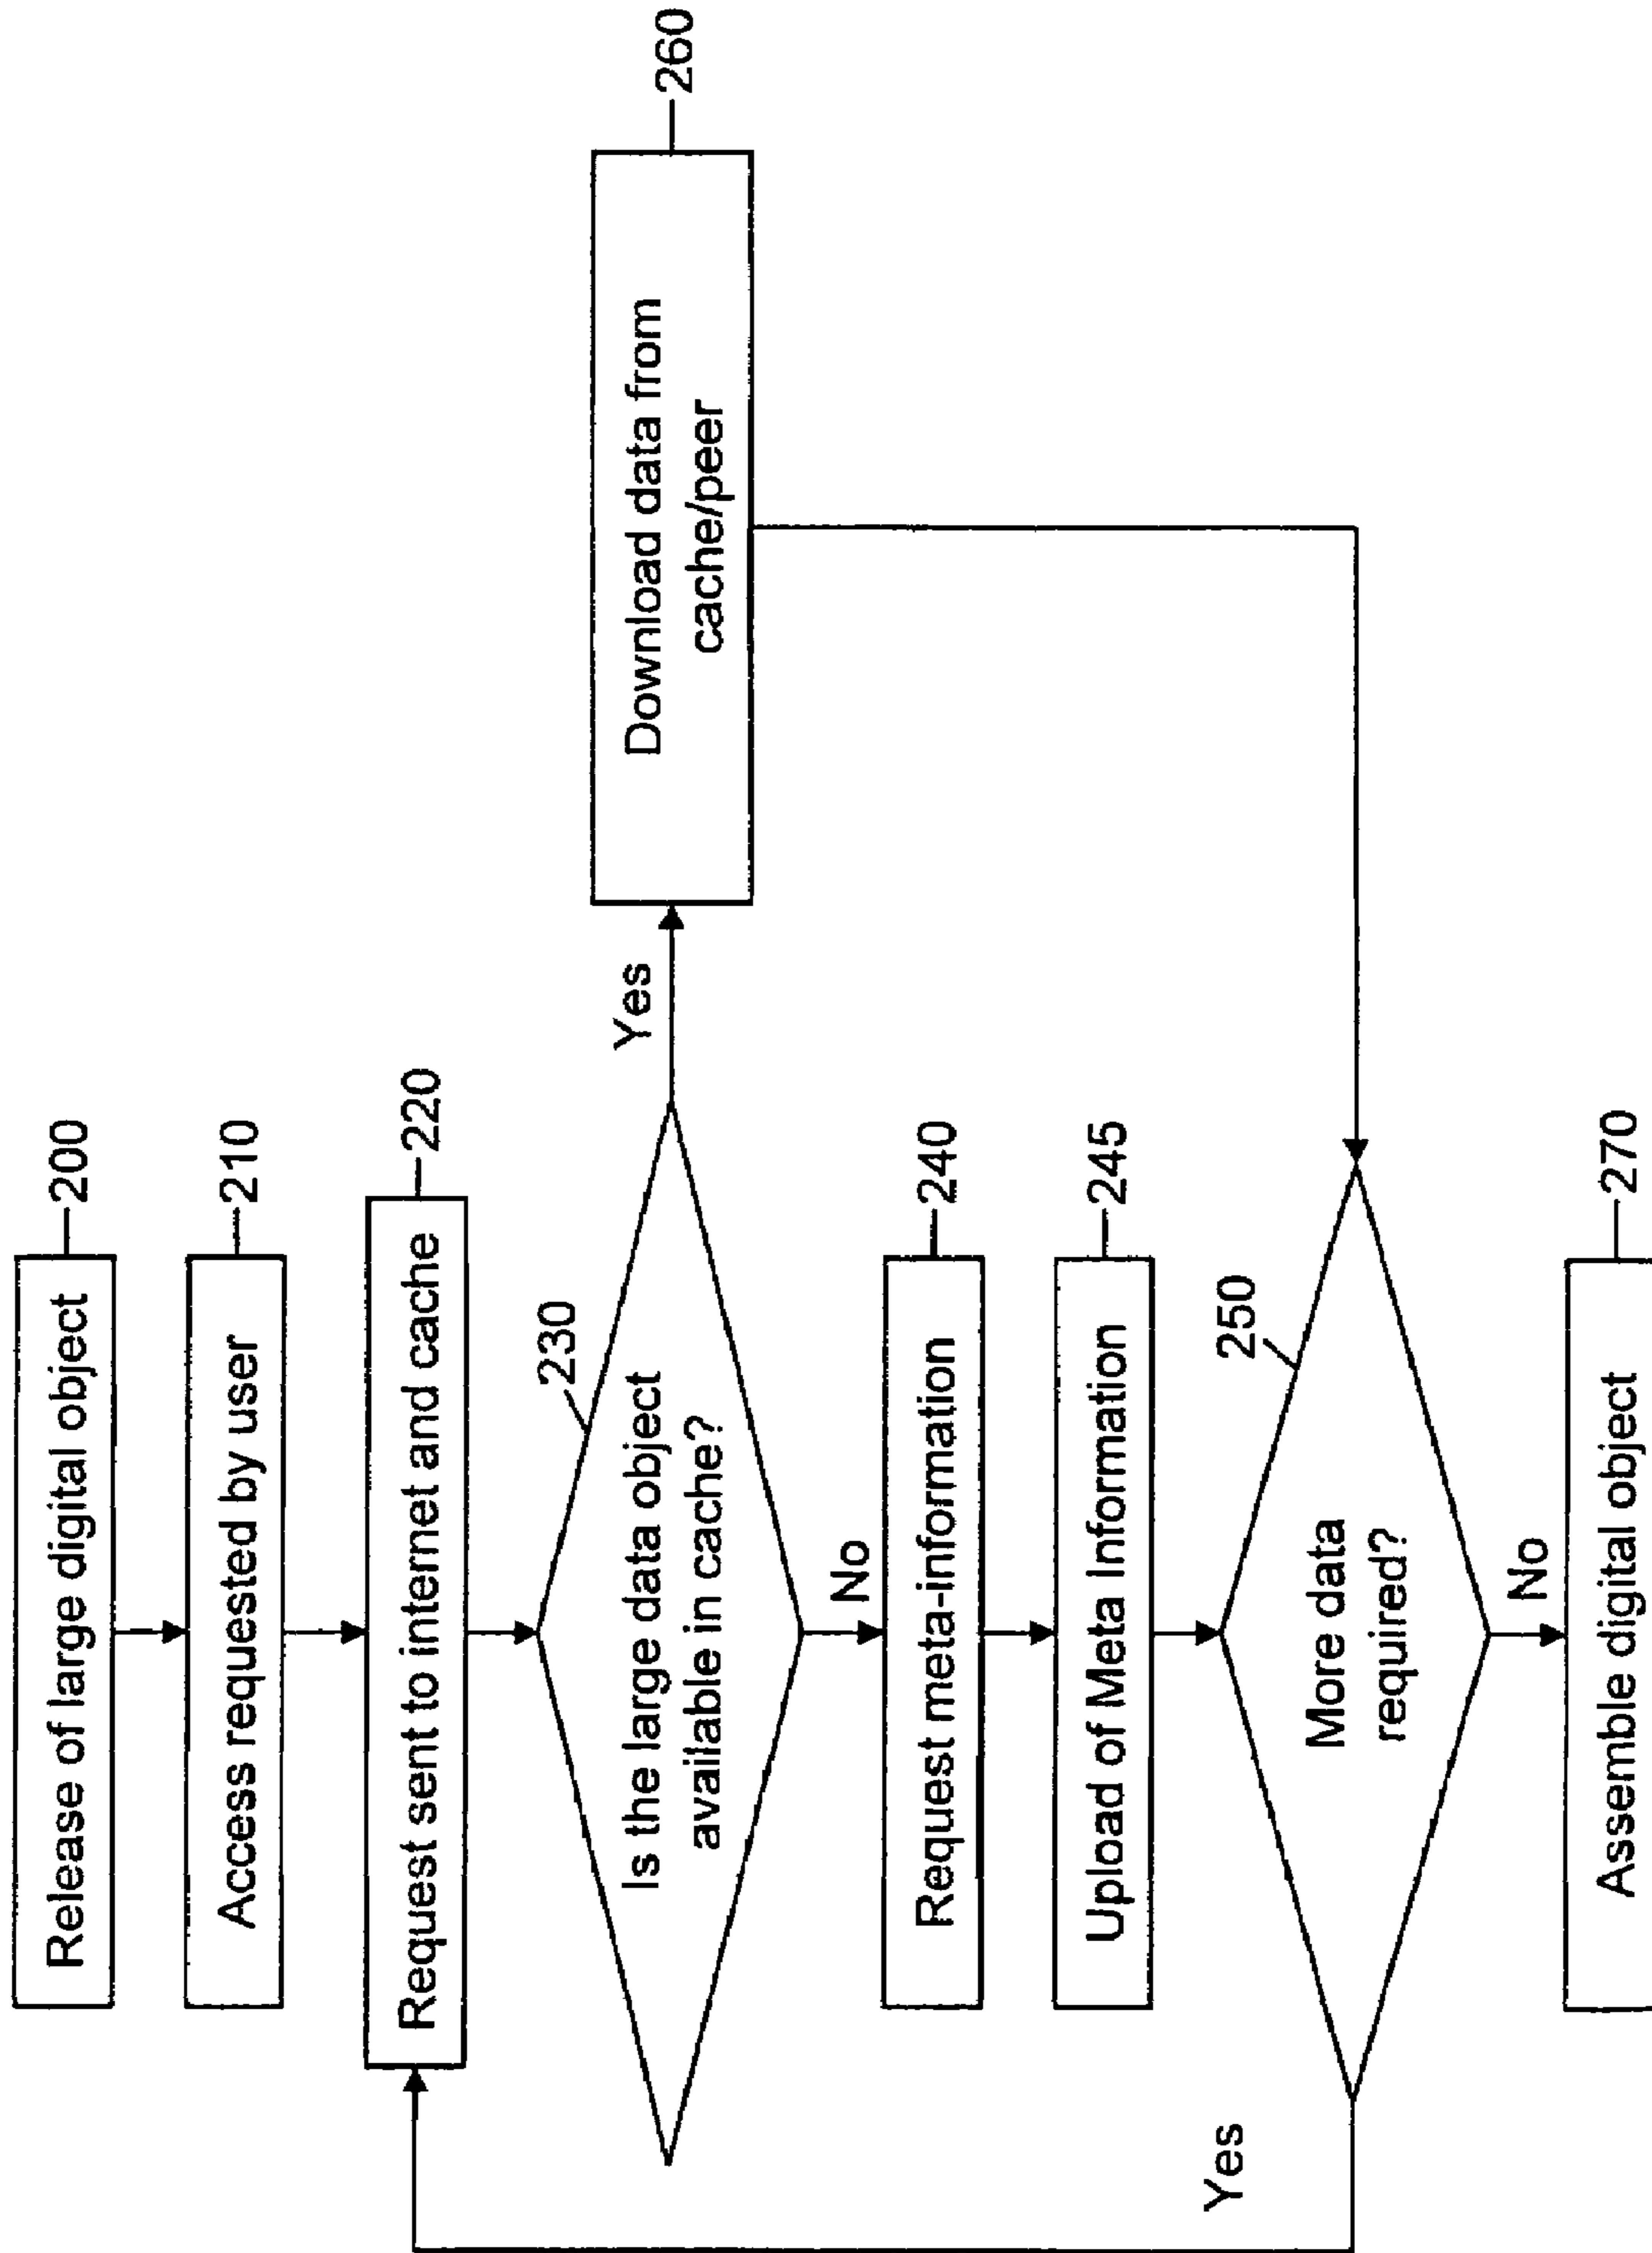 Release of large digital object
200
Access requested by user
210
Request sent to internet and cache
220
Is the large data object
available in cache?
230
Yes
Download data from
cache/peer
260
No
Request meta-information
240
Upload of Meta Information
245
More data
required?
250
Yes
No
Assemble digital object
270